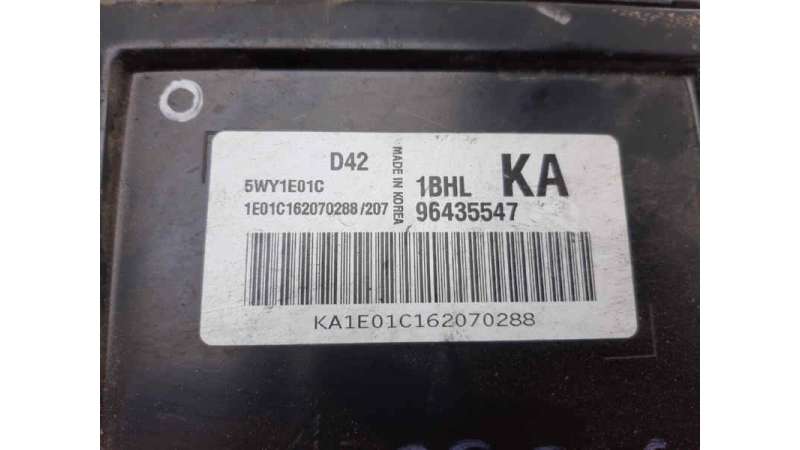 D42
5WY1E01C
1E01C162070288/207
MADE IN KOREA
1BHL KA
96435547
KA1E01C162070288